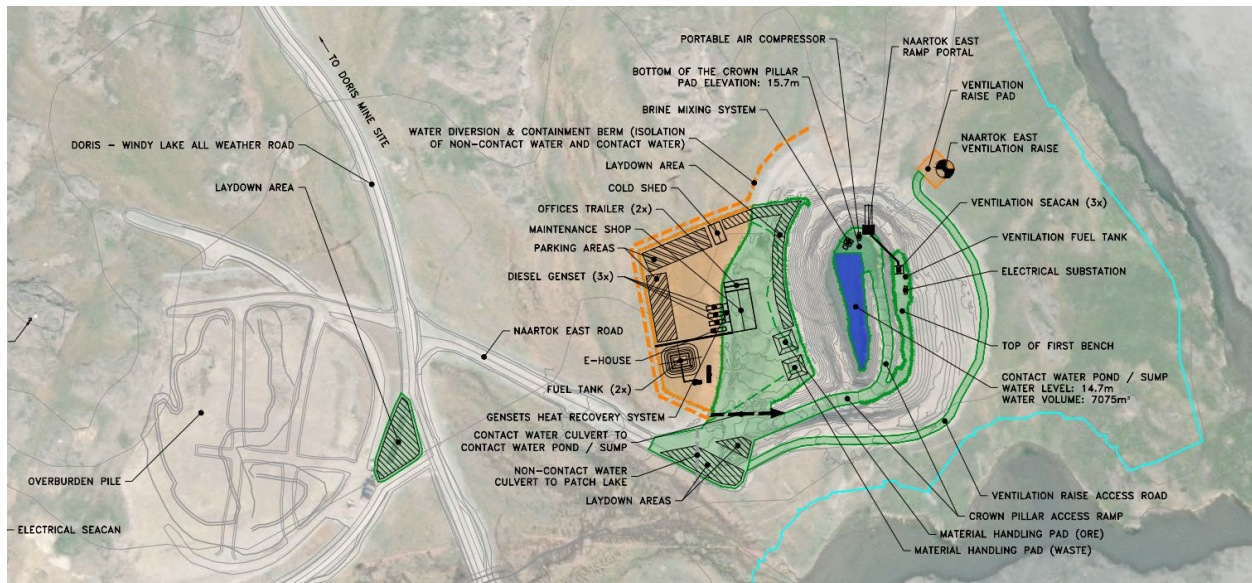 TO DORIS MINE SITE
PORTABLE AIR COMPRESSOR
NAARTOK EAST
RAMP PORTAL
BOTTOM OF THE CROWN PILLAR
PAD ELEVATION: 15.7m
VENTILATION
RAISE PAD
BRINE MIXING SYSTEM
WATER DIVERSION & CONTAINMENT BERM (ISOLATION
OF NON-CONTACT WATER AND CONTACT WATER)
NAARTOK EAST
VENTILATION RAISE
DORIS - WINDY LAKE ALL WEATHER ROAD
LAYDOWN AREA
LAYDOWN AREA
COLD SHED
OFFICES TRAILER (2x)
VENTILATION SEACAN (3x)
MAINTENANCE SHOP
PARKING AREAS
VENTILATION FUEL TANK
DIESEL GENSET (3x)
ELECTRICAL SUBSTATION
NAARTOK EAST ROAD
E-HOUSE
TOP OF FIRST BENCH
FUEL TANK (2x)
CONTACT WATER POND / SUMP
WATER LEVEL: 14.7m
WATER VOLUME: 7075m³
GENSETS HEAT RECOVERY SYSTEM
CONTACT WATER CULVERT TO
CONTACT WATER POND / SUMP
NON-CONTACT WATER
CULVERT TO PATCH LAKE
OVERBURDEN PILE
LAYDOWN AREAS
VENTILATION RAISE ACCESS ROAD
CROWN PILLAR ACCESS RAMP
ELECTRICAL SEACAN
MATERIAL HANDLING PAD (ORE)
MATERIAL HANDLING PAD (WASTE)